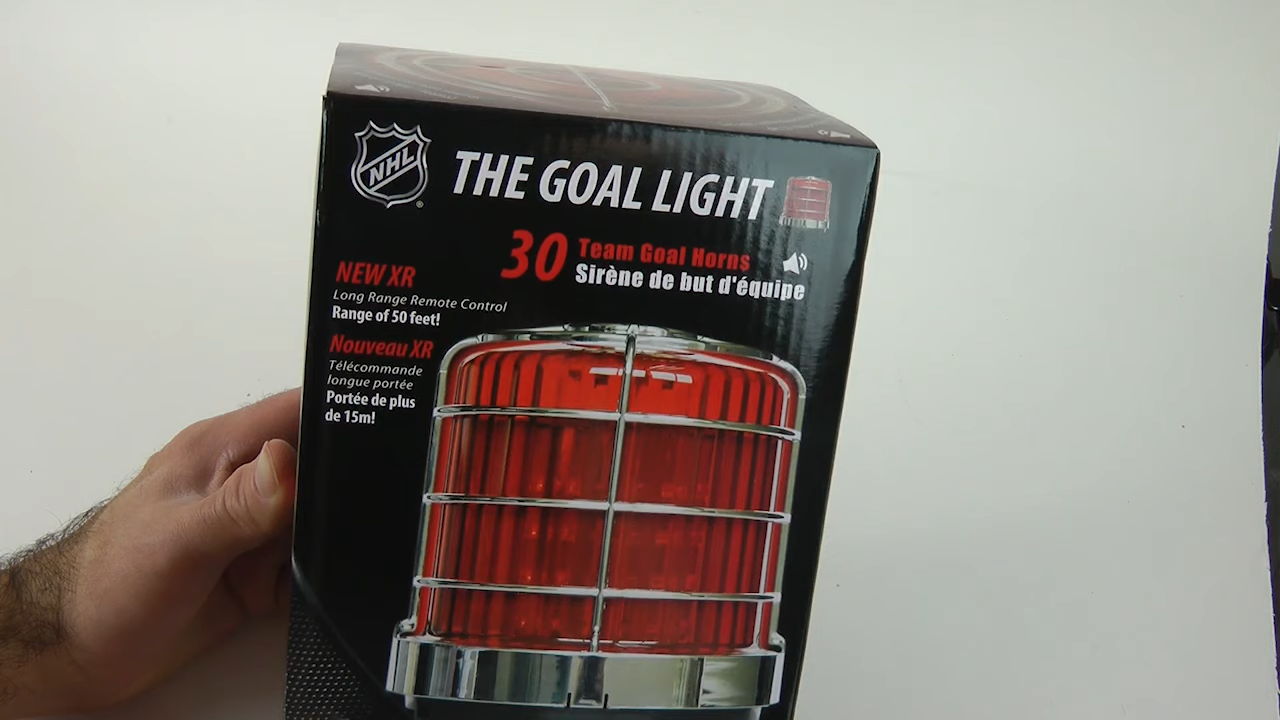 NHL
THE GOAL LIGHT
30 Team Goal Horns
Sirène de but d'équipe
NEW XR
Long Range Remote Control
Range of 50 feet!
Nouveau XR
Télécommande
longue portée
Portée de plus
de 15m!